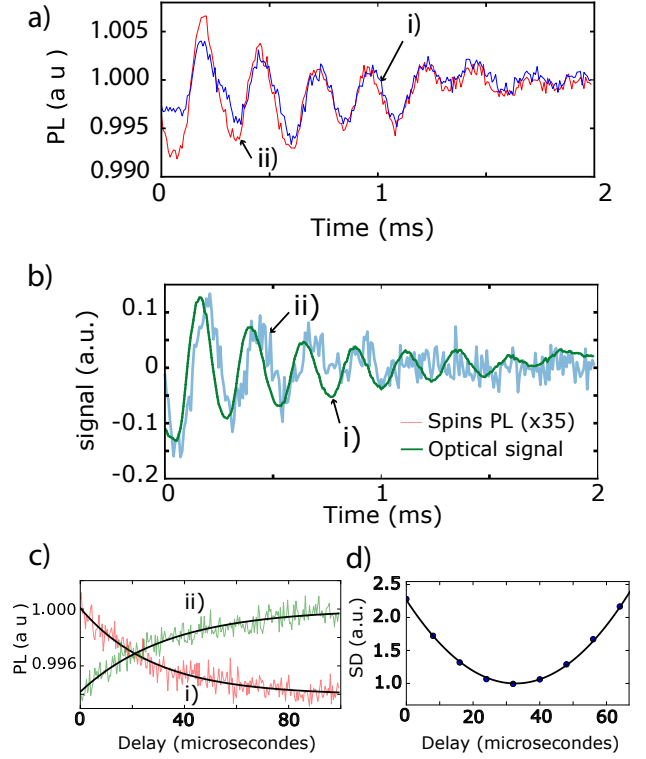 a)
PL (a u )
1.005
1.000
0.995
0.990
i)
ii)
0
1
2
Time (ms)
b)
signal (a.u.)
0.1
0
-0.1
-0.2
ii)
i)
Spins PL (x35)
Optical signal
0
1
2
Time (ms)
c)
PL (a u )
1.000
0.996
ii)
i)
0
40
80
Delay (microsecondes)
d)
SD (a.u.)
2.5
2.0
1.5
1.0
0
20
40
60
Delay (microsecondes)